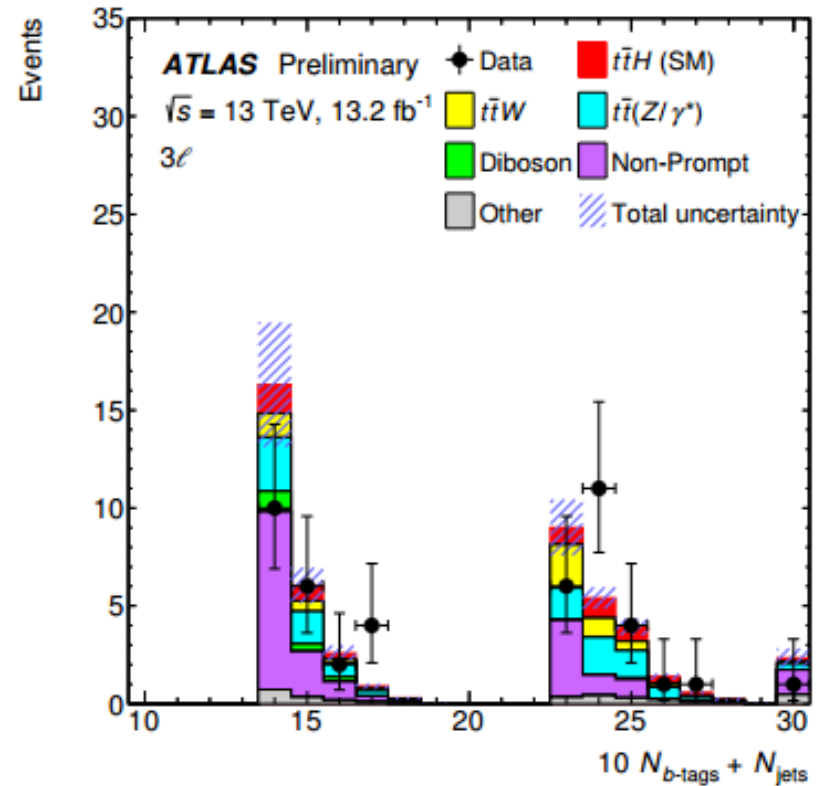 Events
35
30
25
20
15
10
5
0
ATLAS Preliminary
√s = 13 TeV, 13.2 fb⁻¹
3ℓ
Data
tt̄H (SM)
tt̄W
tt̄(Z/γ*)
Diboson
Non-Prompt
Other
Total uncertainty
10 15 20 25 30
10 N_b-tags + N_jets